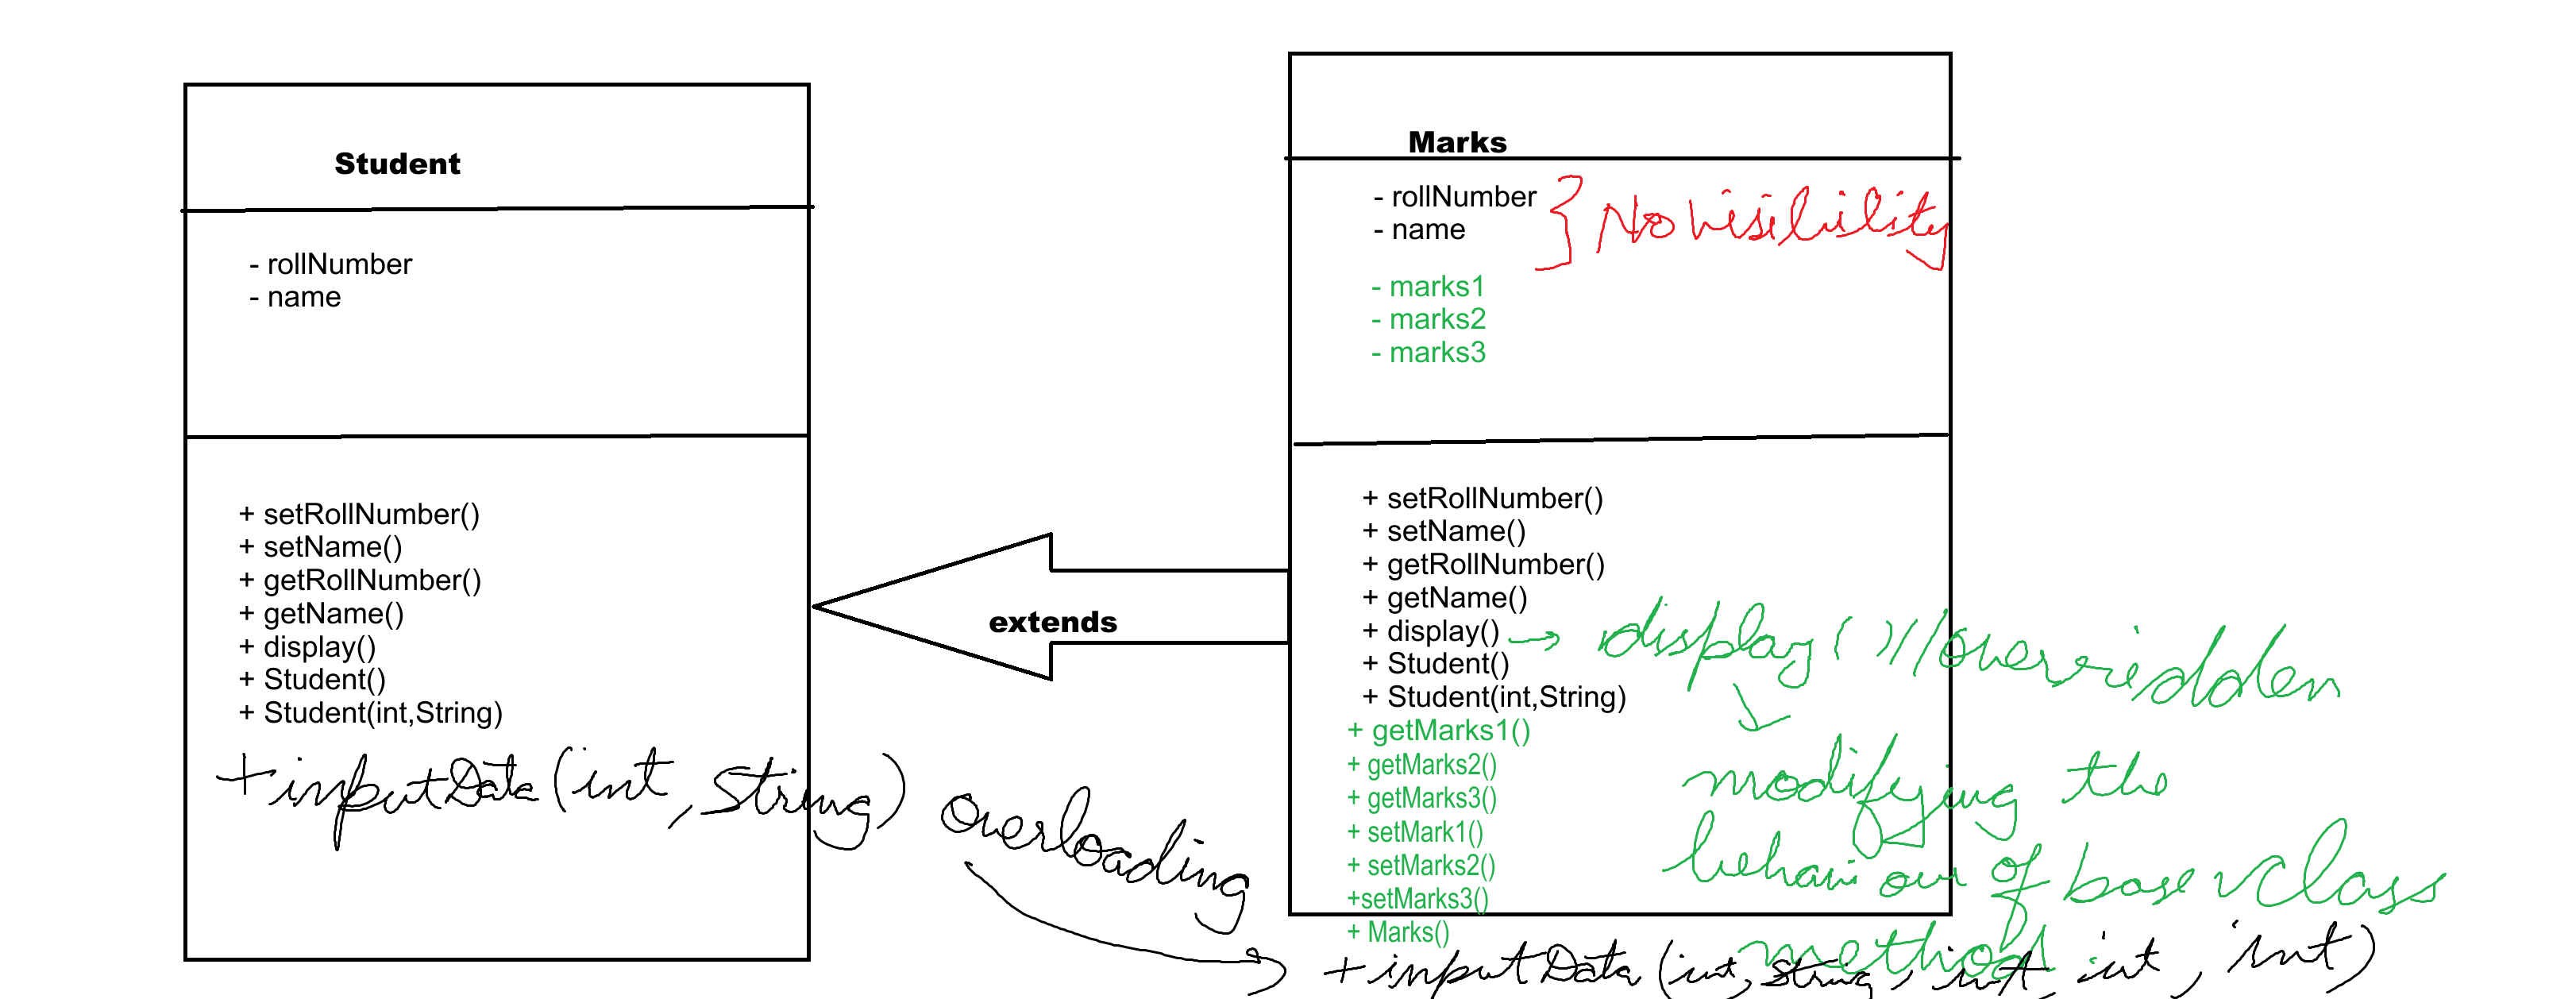 Student
- rollNumber
- name
+ setRollNumber()
+ setName()
+ getRollNumber()
+ getName()
+ display()
+ Student()
+ Student(int,String)
+inputData(int, String)
overloading
extends
Marks
- rollNumber
- name
} No visibility
- marks1
- marks2
- marks3
+ setRollNumber()
+ setName()
+ getRollNumber()
+ getName()
+ display() → display( )//overridden
+ Student()
+ Student(int,String)
+ getMarks1()
+ getMarks2()
+ getMarks3()
+ setMark1()
+ setMarks2()
+setMarks3()
+ Marks()
modifying the
behaviour of base class
method
+inputData(int, String, int, int, int)